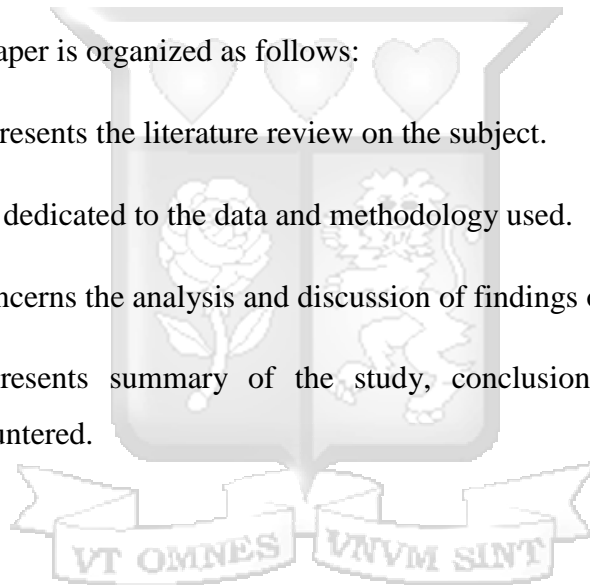 aper is organized as follows:
resents the literature review on the subject.
dedicated to the data and methodology used.
ncerns the analysis and discussion of findings
resents summary of the study, conclusion
untered.
VT OMNES VNVM SINT